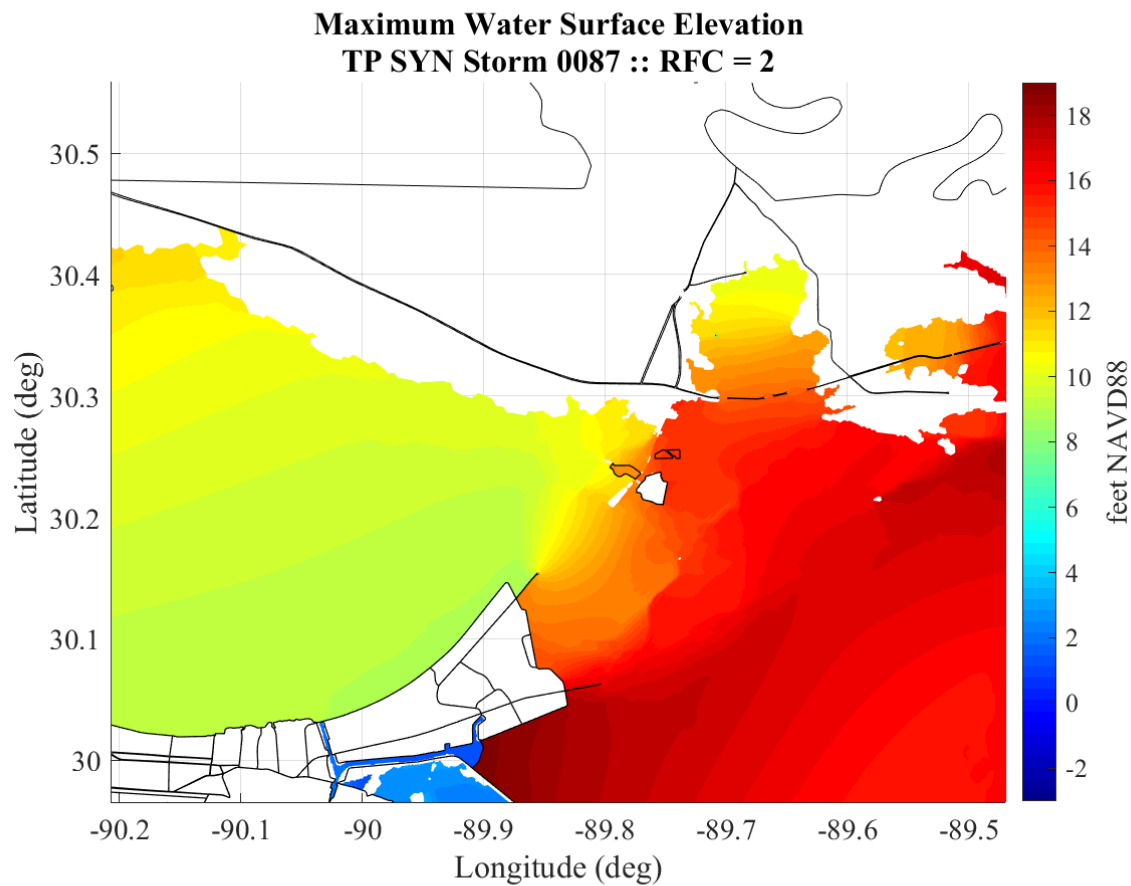 Maximum Water Surface Elevation
TP SYN Storm 0087 :: RFC = 2
30.5
30.4
30.3
30.2
30.1
30
Latitude (deg)
-90.2 -90.1 -90 -89.9 -89.8 -89.7 -89.6 -89.5
Longitude (deg)
18
16
14
12
10
8
6
4
2
0
-2
feet NAVD88